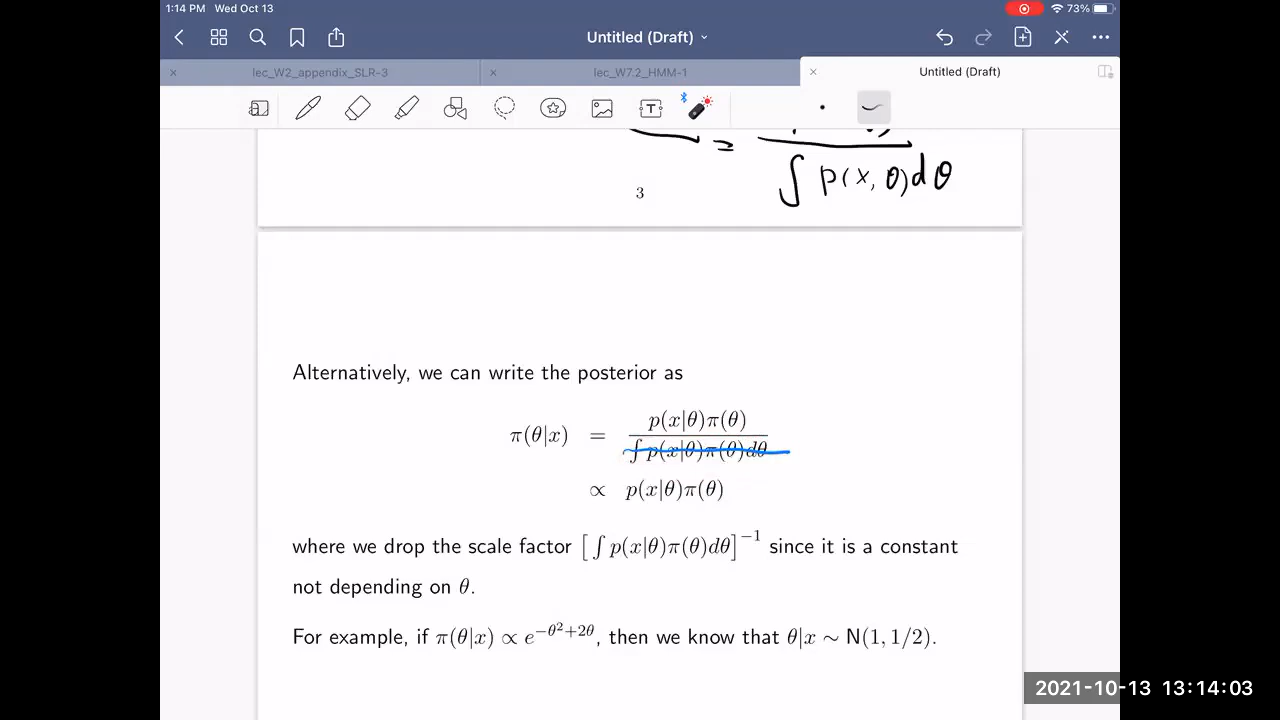 1:14 PM Wed Oct 13
73%
Untitled (Draft)
lec_W2_appendix_SLR-3
lec_W7.2_HMM-1
Untitled (Draft)
=
∫ p(x, θ)dθ
3
Alternatively, we can write the posterior as
π(θ|x) = p(x|θ)π(θ)
∫ p(x|θ)π(θ)dθ
∝ p(x|θ)π(θ)
where we drop the scale factor [∫ p(x|θ)π(θ)dθ]⁻¹ since it is a constant
not depending on θ.
For example, if π(θ|x) ∝ e^{−θ²+2θ}, then we know that θ|x ∼ N(1, 1/2).
2021-10-13 13:14:03